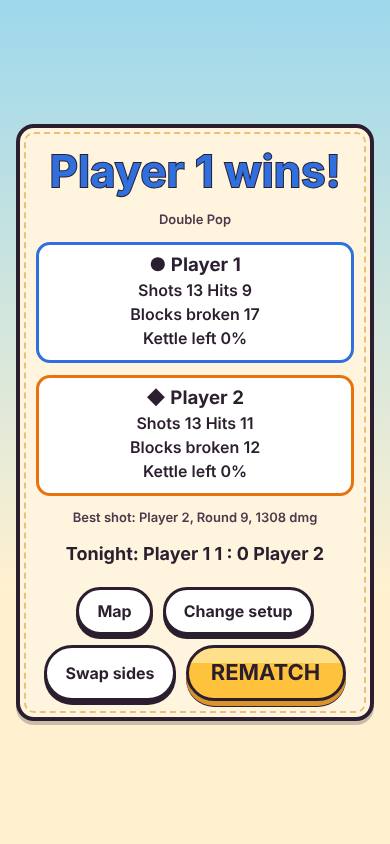 Player 1 wins!
Double Pop
● Player 1
Shots 13 Hits 9
Blocks broken 17
Kettle left 0%
◆ Player 2
Shots 13 Hits 11
Blocks broken 12
Kettle left 0%
Best shot: Player 2, Round 9, 1308 dmg
Tonight: Player 1 1 : 0 Player 2
Map
Change setup
Swap sides
REMATCH